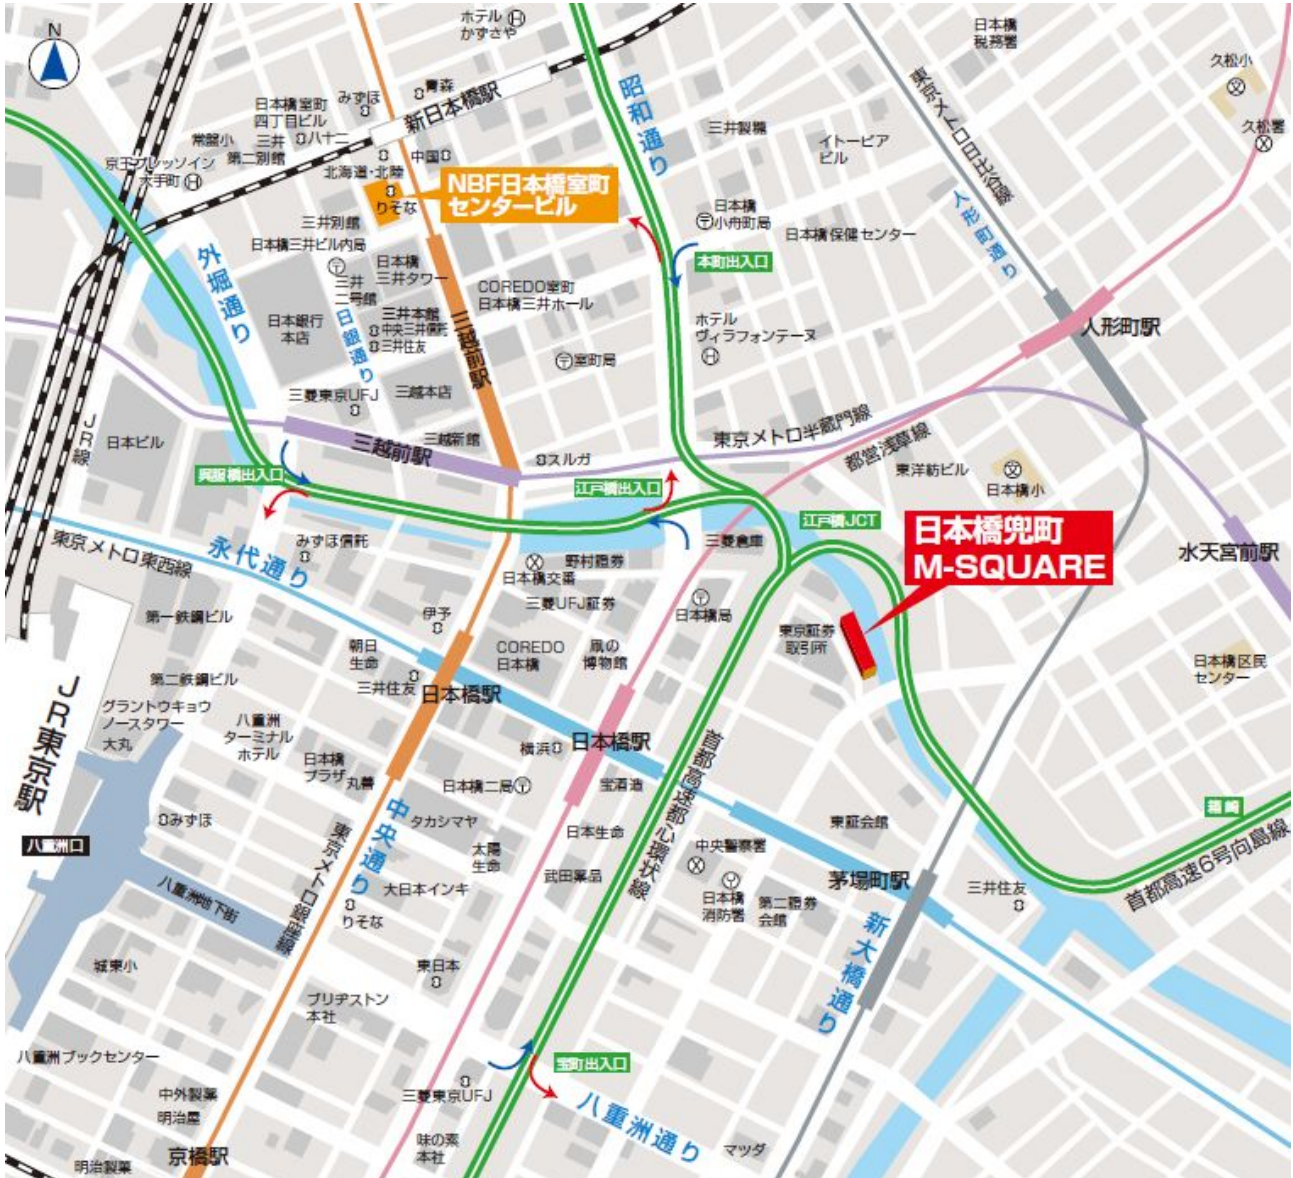 N
ホテル
かずさや
日本橋
税務署
久松小
久松署
青森
みずほ
新日本橋駅
日本橋室町
四丁目ビル
八十二
常盤小
三井
第二別館
京王プレッソイン
大手町
北海道・北陸
中国
りそな
NBF日本橋室町
センタービル
昭和通り
三井製糖
イトーピア
ビル
東京メトロ日比谷線
人形町通り
日本橋
小舟町局
日本橋保健センター
本町出入口
三井別館
日本橋三井ビル内局
日本橋
三井タワー
三井
二号館
外堀通り
日本銀行
本店
日銀通り
三井本館
中央三井信託
三井住友
三越前駅
COREDO室町
日本橋三井ホール
室町局
ホテル
ヴィラフォンテーヌ
人形町駅
三菱東京UFJ
三越本店
三越新館
三越前駅
スルガ
東京メトロ半蔵門線
都営浅草線
東洋紡ビル
日本橋小
JR線
日本ビル
呉服橋出入口
江戸橋出入口
江戸橋JCT
三菱倉庫
日本橋兜町
M-SQUARE
水天宮前駅
東京メトロ東西線
永代通り
みずほ信託
日本橋交番
野村證券
三菱UFJ証券
日本橋局
東京証券
取引所
第一鉄鋼ビル
伊予
朝日
生命
三井住友
COREDO
日本橋
凧の
博物館
日本橋区民
センター
第二鉄鋼ビル
日本橋駅
グラントウキョウ
ノースタワー
大丸
JR東京駅
八重洲
ターミナル
ホテル
日本橋
プラザ
丸善
横浜
日本橋駅
首都高速都心環状線
日本橋二局
宝酒造
みずほ
八重洲口
中央通り
タカシマヤ
太陽
生命
日本生命
東証会館
箱崎
首都高速6号向島線
東京メトロ銀座線
大日本インキ
武田薬品
中央警察署
茅場町駅
三井住友
八重洲地下街
りそな
日本橋
消防署
第二證券
会館
新大橋通り
城東小
東日本
ブリヂストン
本社
八重洲ブックセンター
宝町出入口
中外製薬
三菱東京UFJ
八重洲通り
明治屋
京橋駅
味の素
本社
マツダ
明治製菓